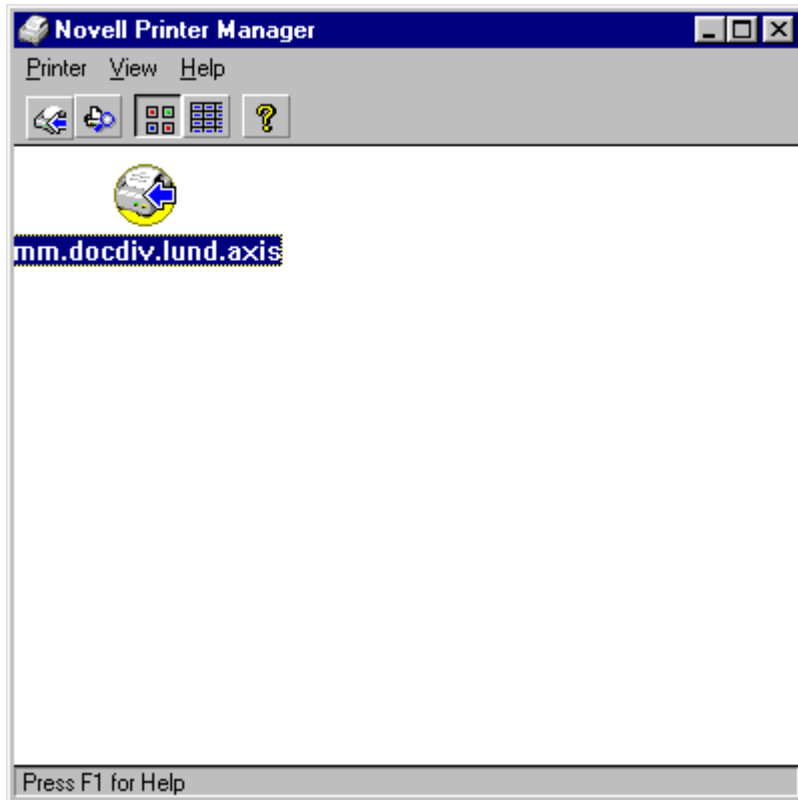 Novell Printer Manager
Printer View Help
mm.docdiv.lund.axis
Press F1 for Help